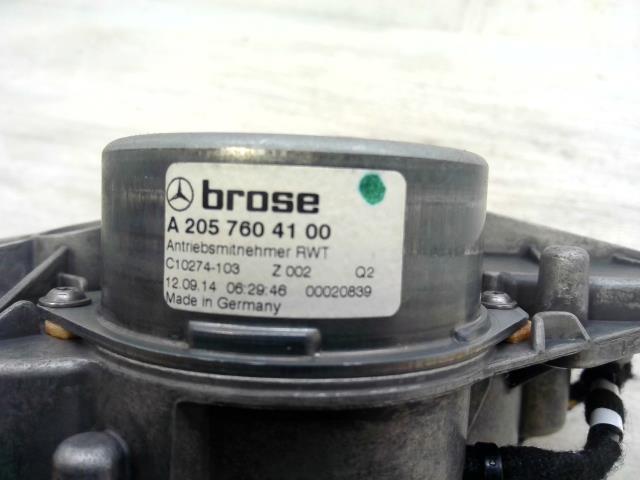 brose
A 205 760 41 00
Antriebsmitnehmer RWT
C10274-103 Z 002 Q2
12.09.14 06:29:46 00020839
Made in Germany